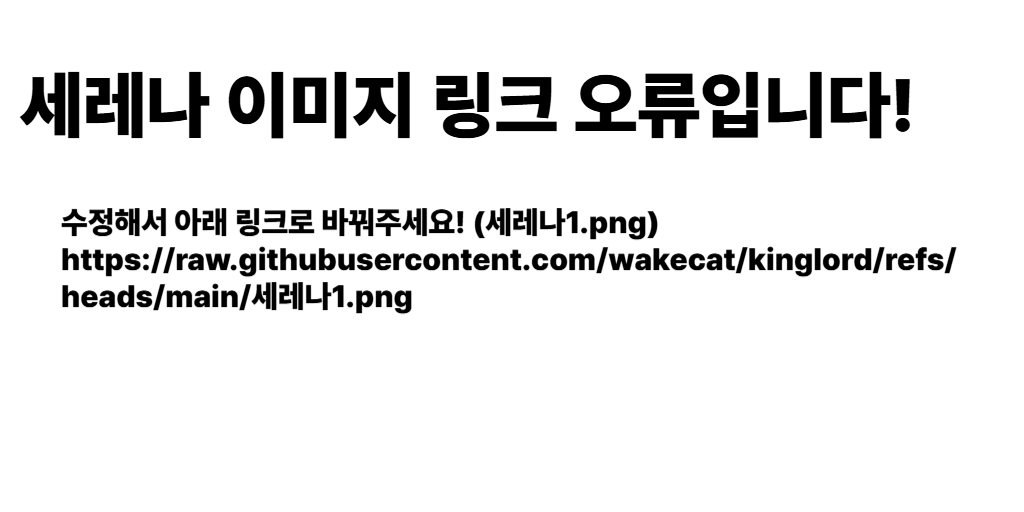 세레나 이미지 링크 오류입니다!
수정해서 아래 링크로 바꿔주세요! (세레나1.png)
https://raw.githubusercontent.com/wakecat/kinglord/refs/
heads/main/세레나1.png